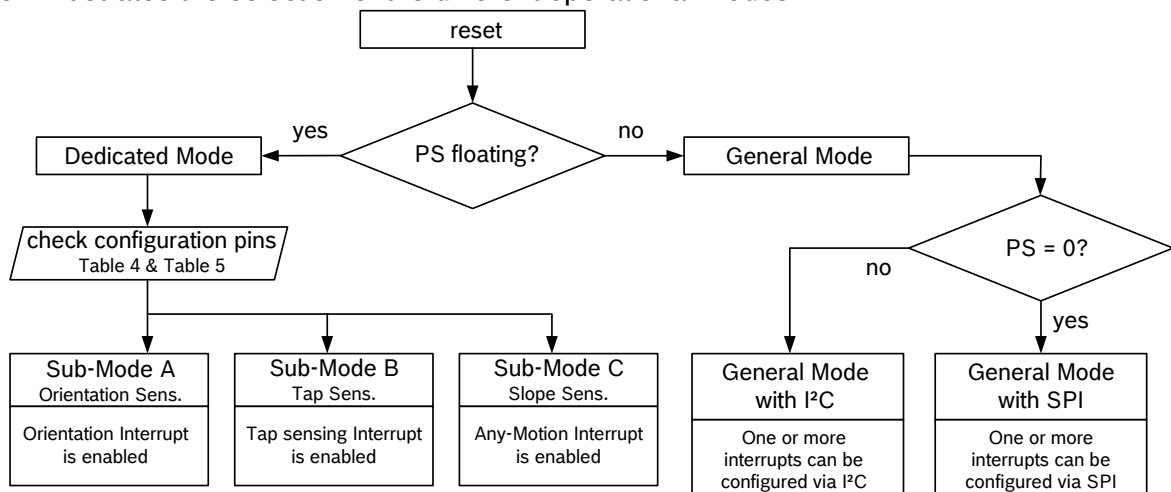 reset
yes
no
Dedicated Mode
PS floating?
General Mode
check configuration pins
Table 4 & Table 5
PS = 0?
no
yes
Sub-Mode A
Orientation Sens.
Orientation Interrupt
is enabled
Sub-Mode B
Tap Sens.
Tap sensing Interrupt
is enabled
Sub-Mode C
Slope Sens.
Any-Motion Interrupt
is enabled
General Mode
with I²C
One or more
interrupts can be
configured via I²C
General Mode
with SPI
One or more
interrupts can be
configured via SPI